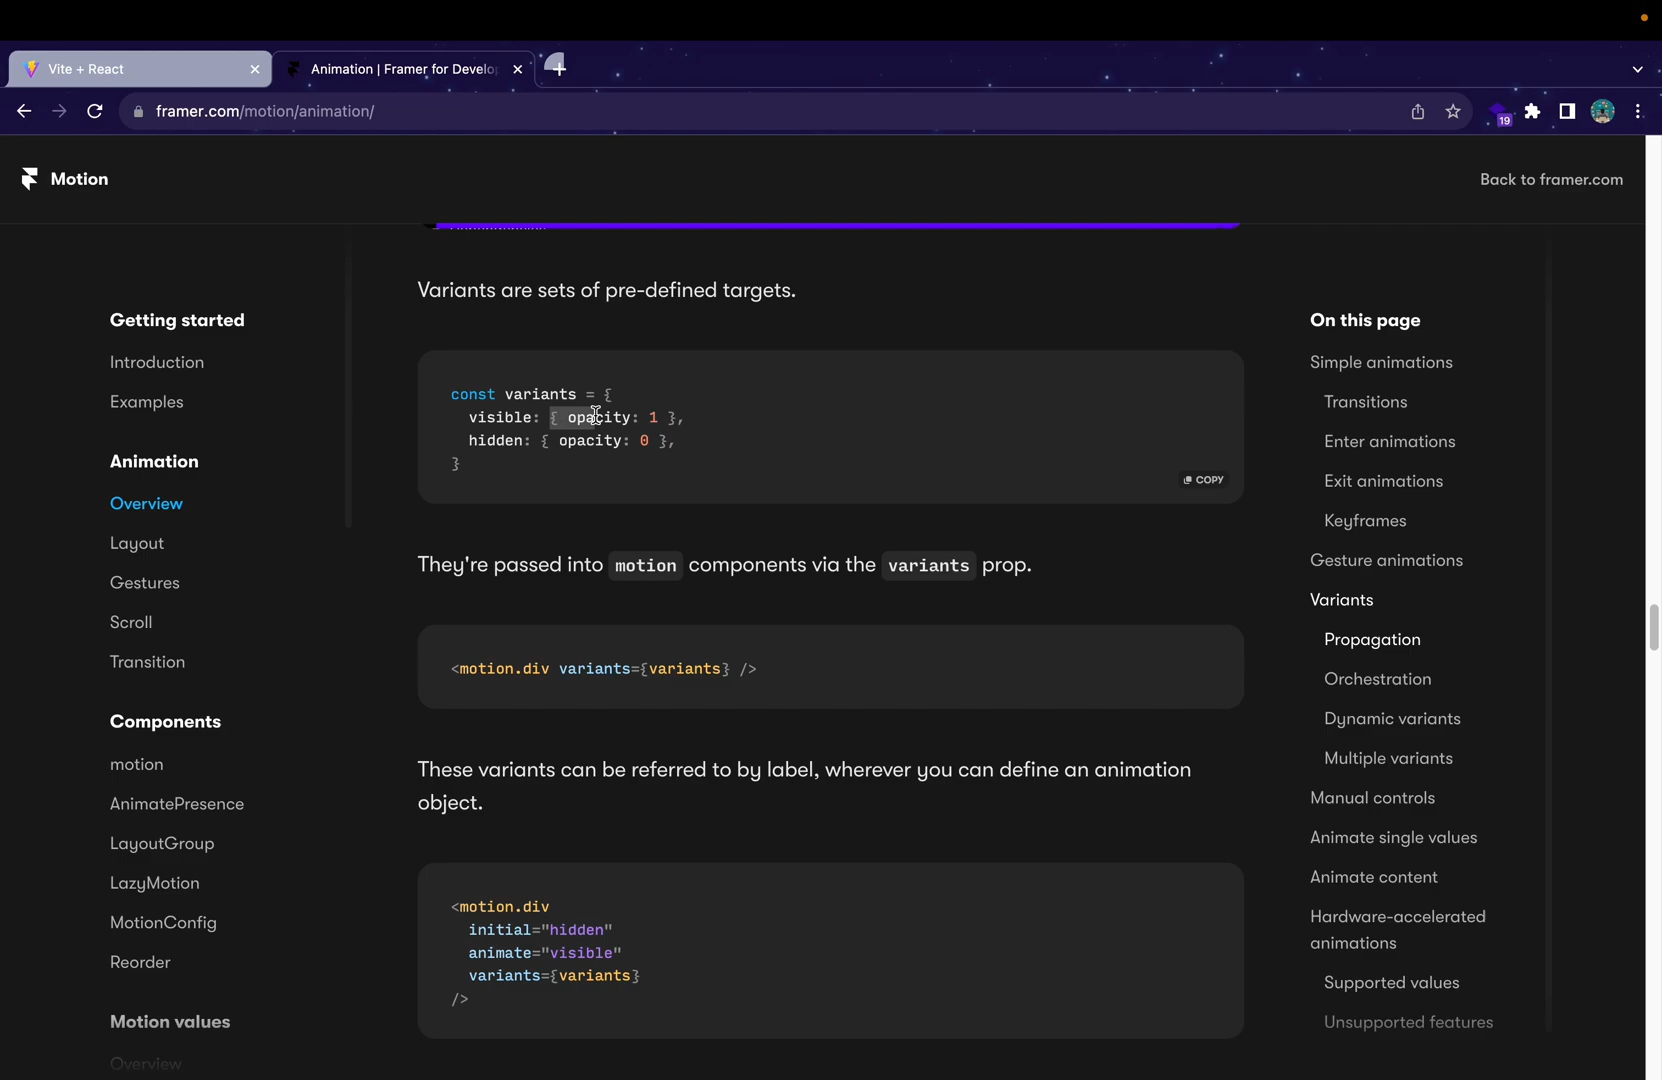 Vite + React
Animation | Framer for Develo
framer.com/motion/animation/
19
Motion
Back to framer.com
Getting started
Introduction
Examples
Animation
Overview
Layout
Gestures
Scroll
Transition
Components
motion
AnimatePresence
LayoutGroup
LazyMotion
MotionConfig
Reorder
Motion values
Overview
Variants are sets of pre-defined targets.
const variants = {
visible: { opacity: 1 },
hidden: { opacity: 0 },
}
COPY
They're passed into motion components via the variants prop.
<motion.div variants={variants} />
These variants can be referred to by label, wherever you can define an animation
object.
<motion.div
initial="hidden"
animate="visible"
variants={variants}
/>
On this page
Simple animations
Transitions
Enter animations
Exit animations
Keyframes
Gesture animations
Variants
Propagation
Orchestration
Dynamic variants
Multiple variants
Manual controls
Animate single values
Animate content
Hardware-accelerated
animations
Supported values
Unsupported features